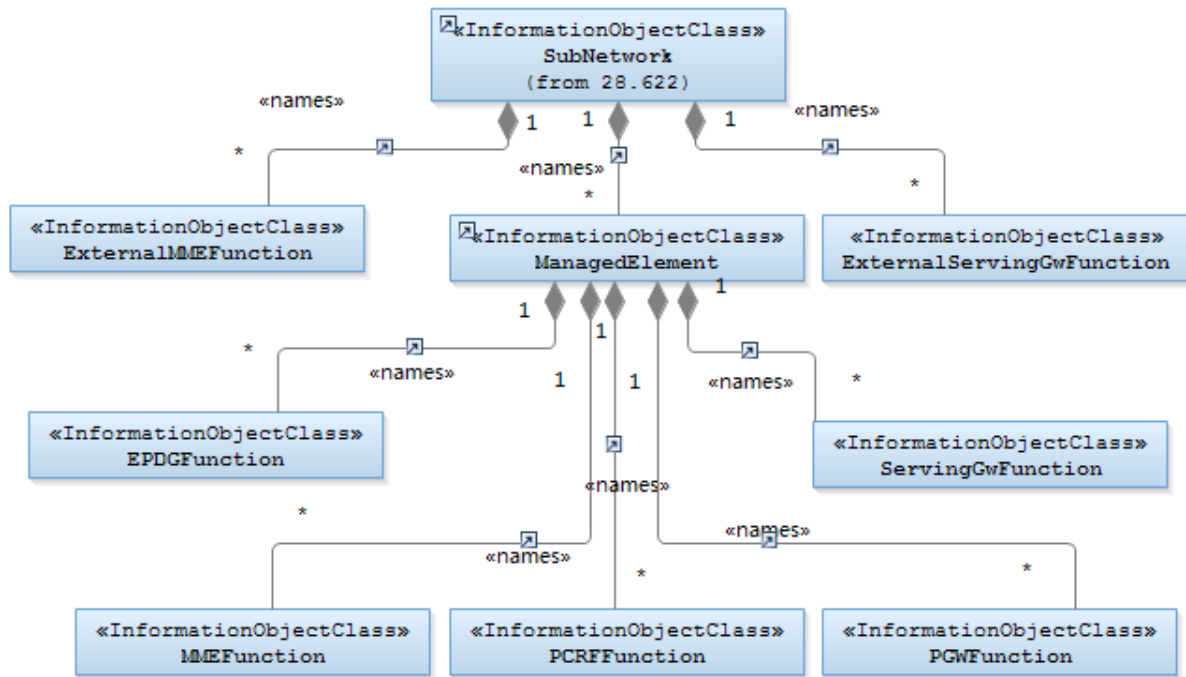 «InformationObjectClass»
SubNetwork
(from 28.622)
«names»
1
1
1
«names»
*
«names»
*
*
«InformationObjectClass»
ExternalMMEFunction
«InformationObjectClass»
ManagedElement
«InformationObjectClass»
ExternalServingGwFunction
1
1
1
*
«names»
1
1
«names»
*
«InformationObjectClass»
EPDGFunction
«InformationObjectClass»
ServingGwFunction
«names»
*
«names»
«names»
*
*
«InformationObjectClass»
MMEFunction
«InformationObjectClass»
PCRFFunction
«InformationObjectClass»
PGWFunction